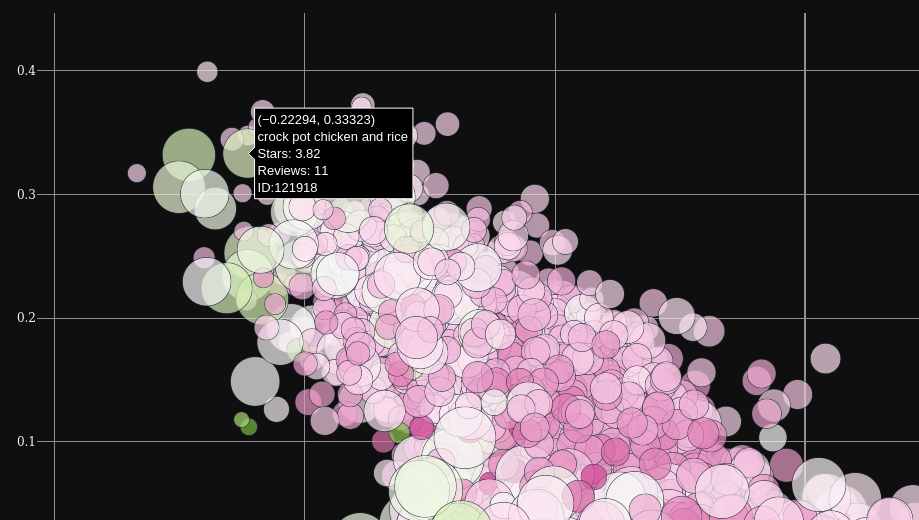 0.4
(−0.22294, 0.33323)
crock pot chicken and rice
Stars: 3.82
Reviews: 11
ID:121918
0.3
0.2
0.1